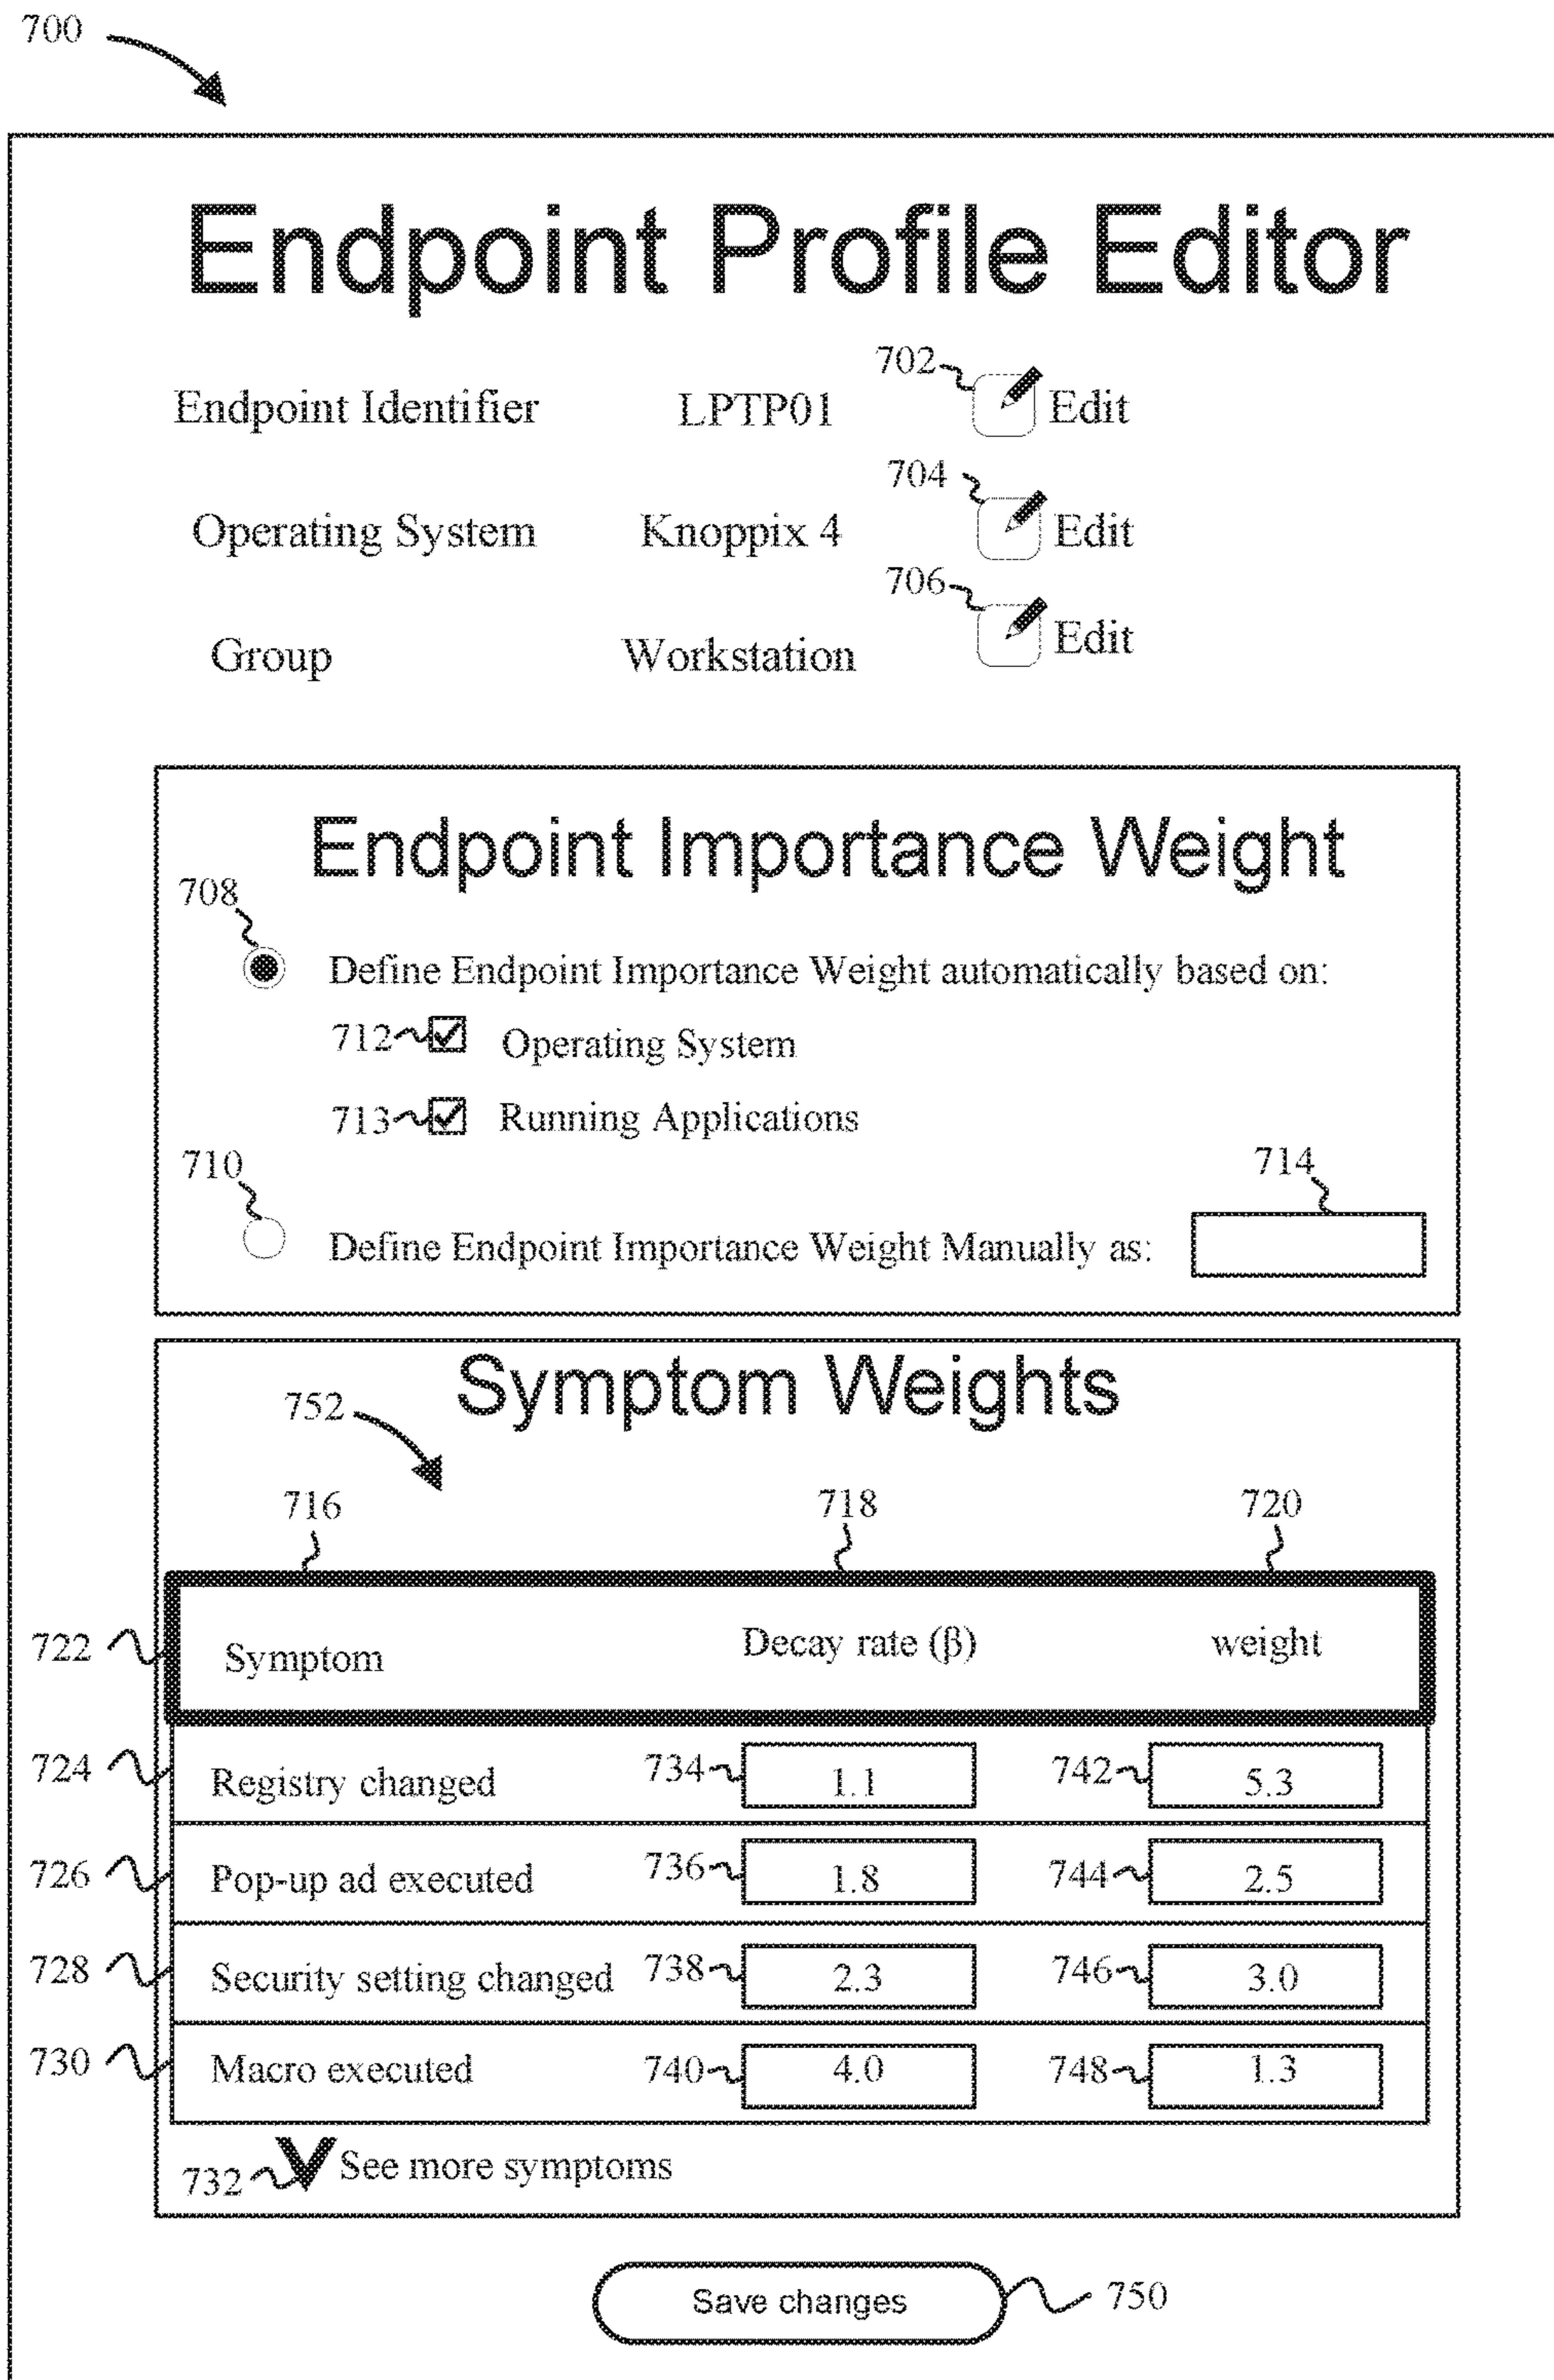 700
Endpoint Profile Editor
702
Endpoint Identifier LPTP01 Edit
704
Operating System Knoppix 4 Edit
706
Group Workstation Edit
Endpoint Importance Weight
708
Define Endpoint Importance Weight automatically based on:
712 Operating System
713 Running Applications
710 714
Define Endpoint Importance Weight Manually as:
Symptom Weights
752
716 718 720
722 Symptom Decay rate (β) weight
724 Registry changed 734 1.1 742 5.3
726 Pop-up ad executed 736 1.8 744 2.5
728 Security setting changed 738 2.3 746 3.0
730 Macro executed 740 4.0 748 1.3
732 See more symptoms
Save changes 750